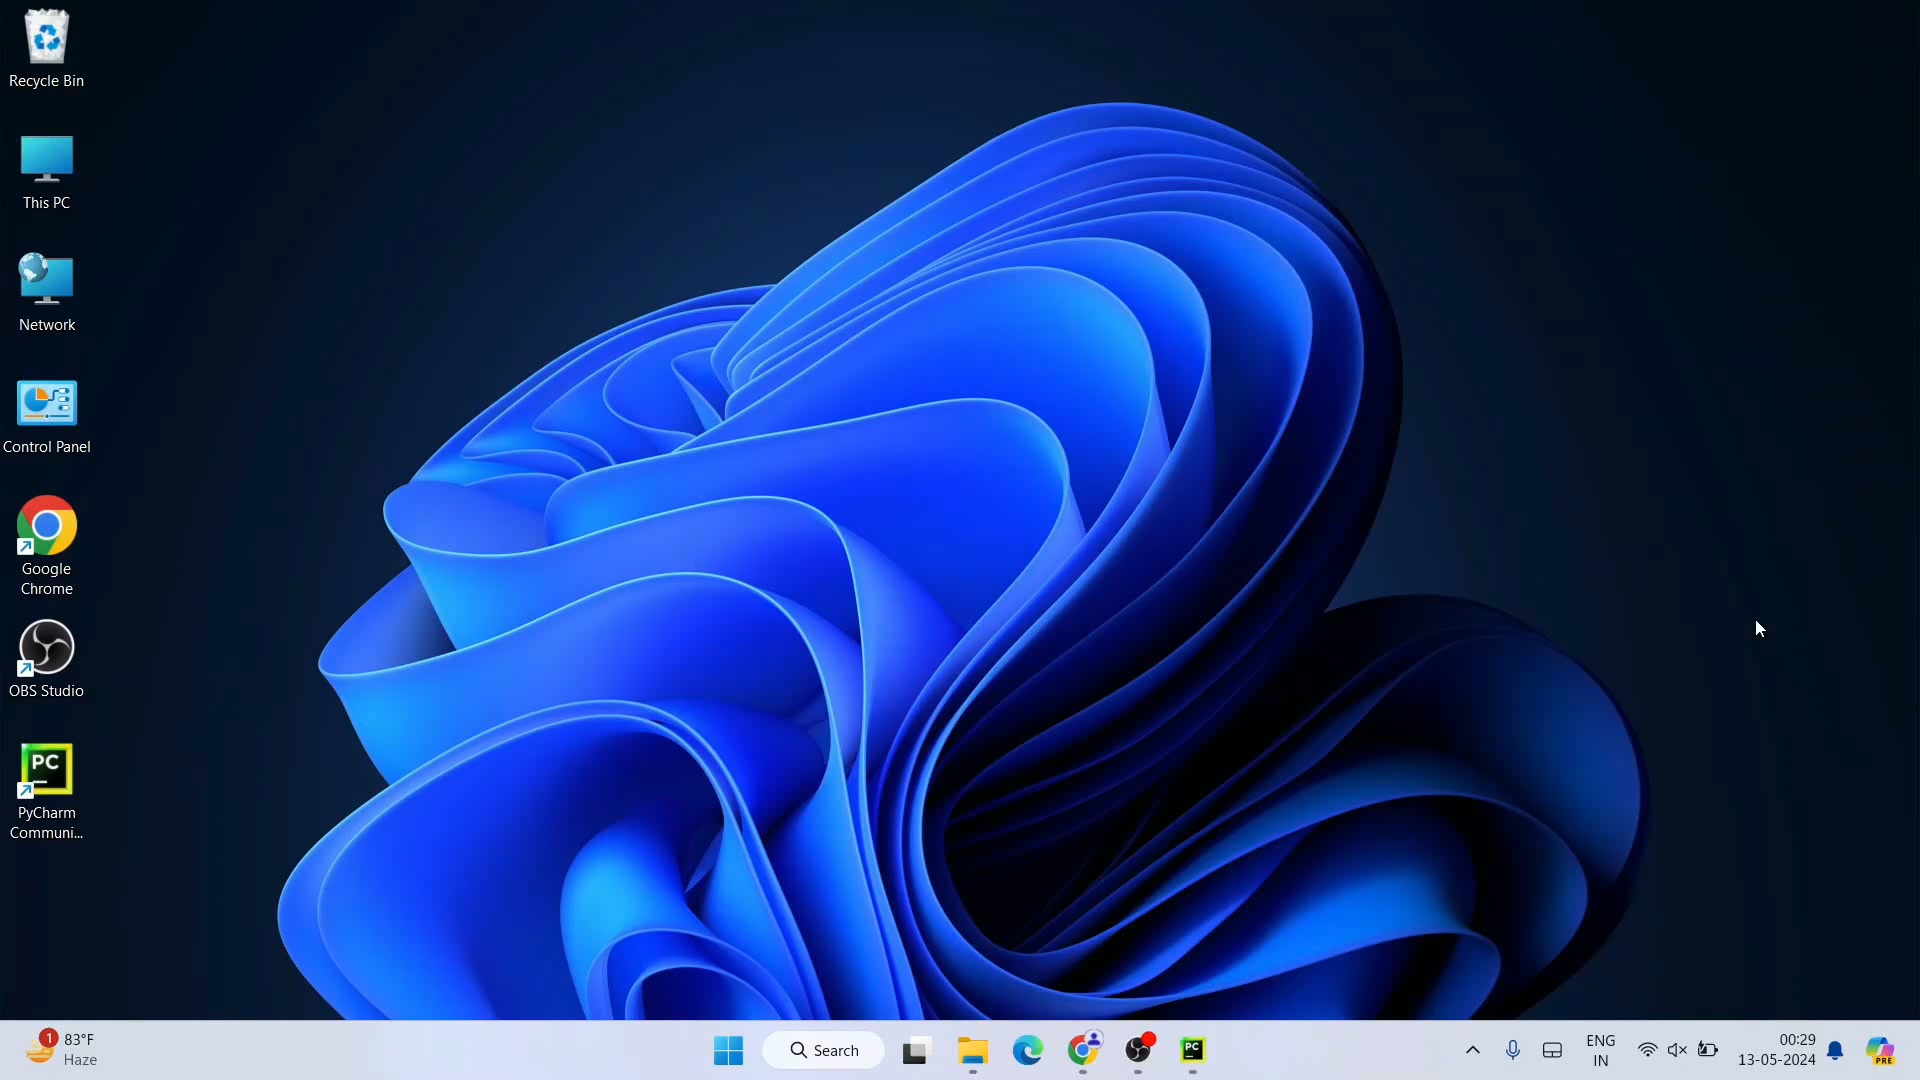 Recycle Bin
This PC
Network
Control Panel
Google
Chrome
OBS Studio
PC
PyCharm
Communi...
1
83°F
Haze
Search
PC
ENG
IN
00:29
13-05-2024
PRE